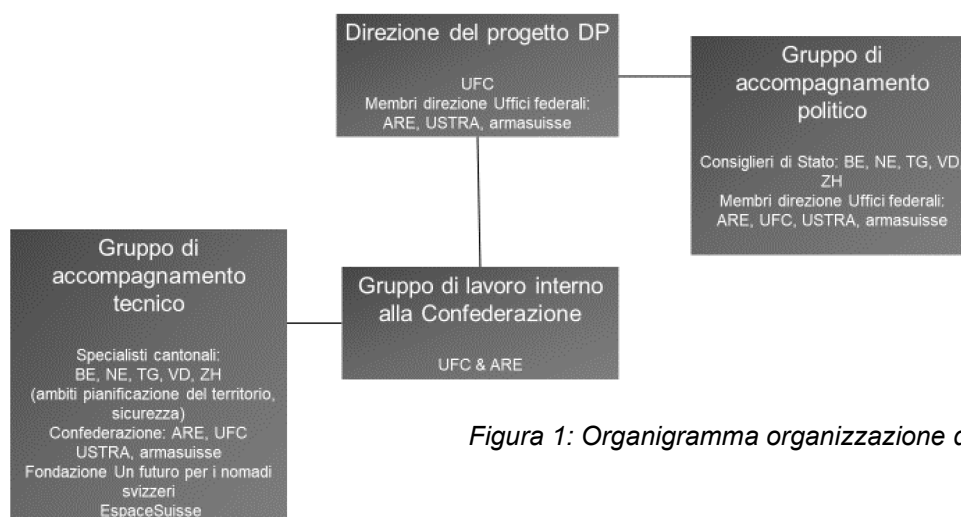 Direzione del progetto DP
UFC
Membri direzione Uffici federali:
ARE, USTRA, armasuisse
Gruppo di
accompagnamento
politico
Consiglieri di Stato: BE, NE, TG, VD,
ZH
Membri direzione Uffici federali:
ARE, UFC, USTRA, armasuisse
Gruppo di
accompagnamento
tecnico
Specialisti cantonali:
BE, NE, TG, VD, ZH
(ambiti pianificazione del territorio,
sicurezza)
Confederazione: ARE, UFC
USTRA, armasuisse
Fondazione Un futuro per i nomadi
svizzeri
EspaceSuisse
Gruppo di lavoro interno
alla Confederazione
UFC & ARE
Figura 1: Organigramma organizzazione